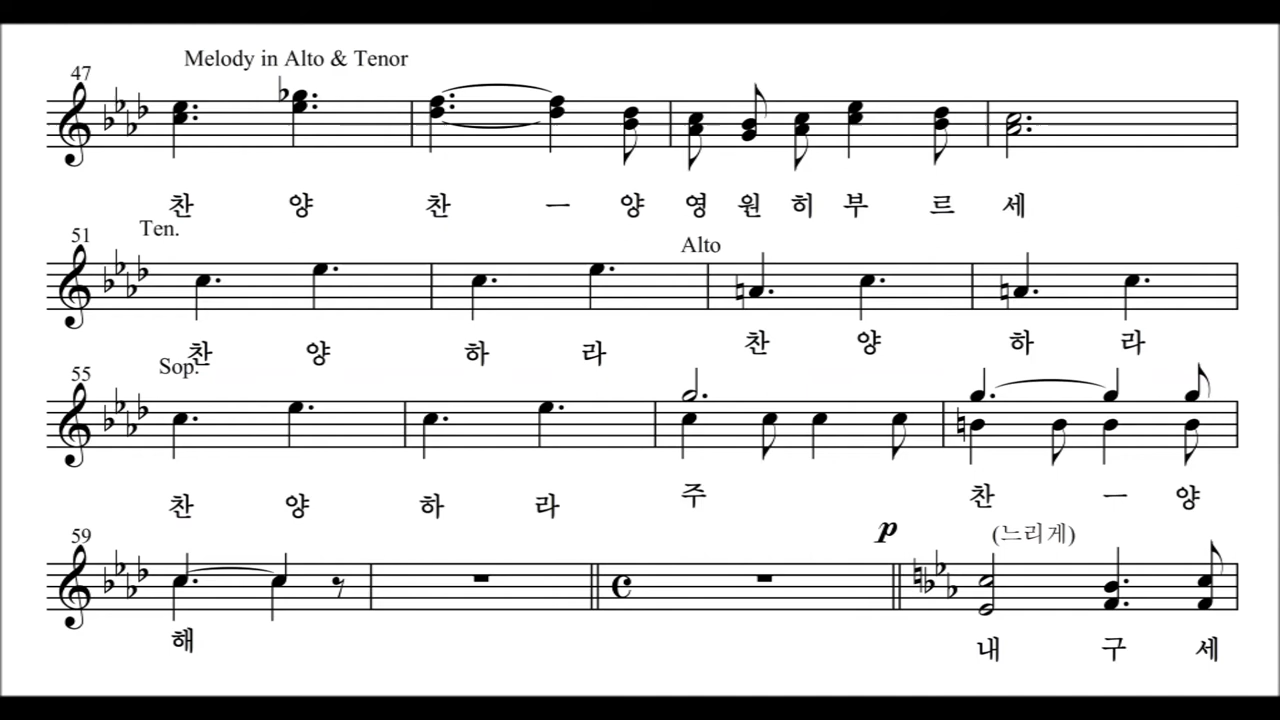 Melody in Alto & Tenor
47
찬 양 찬 ㅡ 양 영 원 히 부 르 세
51 Ten. Alto
찬 양 하 라 찬 양 하 라
55 Sop.
찬 양 하 라 주 찬 ㅡ 양
59 p (느리게)
해 내 구 세